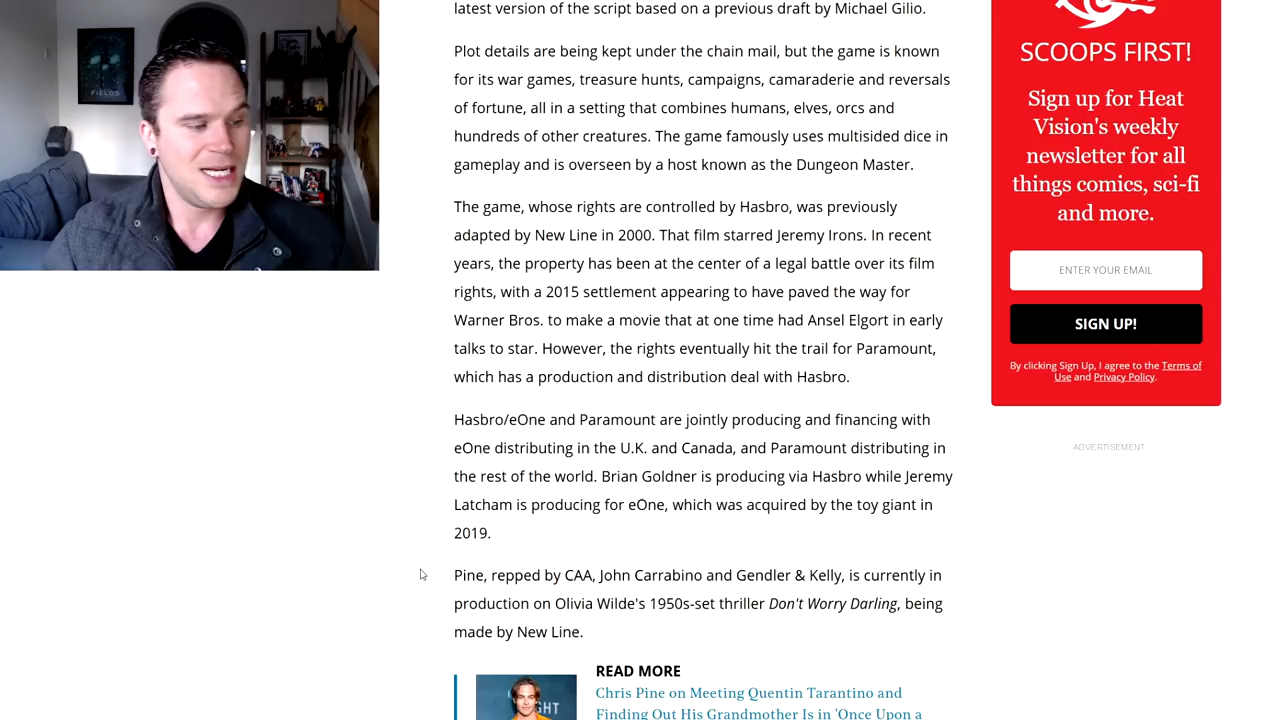 latest version of the script based on a previous draft by Michael Gilio.
Plot details are being kept under the chain mail, but the game is known
for its war games, treasure hunts, campaigns, camaraderie and reversals
of fortune, all in a setting that combines humans, elves, orcs and
hundreds of other creatures. The game famously uses multisided dice in
gameplay and is overseen by a host known as the Dungeon Master.
The game, whose rights are controlled by Hasbro, was previously
adapted by New Line in 2000. That film starred Jeremy Irons. In recent
years, the property has been at the center of a legal battle over its film
rights, with a 2015 settlement appearing to have paved the way for
Warner Bros. to make a movie that at one time had Ansel Elgort in early
talks to star. However, the rights eventually hit the trail for Paramount,
which has a production and distribution deal with Hasbro.
Hasbro/eOne and Paramount are jointly producing and financing with
eOne distributing in the U.K. and Canada, and Paramount distributing in
the rest of the world. Brian Goldner is producing via Hasbro while Jeremy
Latcham is producing for eOne, which was acquired by the toy giant in
2019.
Pine, repped by CAA, John Carrabino and Gendler & Kelly, is currently in
production on Olivia Wilde's 1950s-set thriller Don't Worry Darling, being
made by New Line.
READ MORE
Chris Pine on Meeting Quentin Tarantino and
Finding Out His Grandmother Is in 'Once Upon a
GHT
FIELDS
SCOOPS FIRST!
Sign up for Heat
Vision's weekly
newsletter for all
things comics, sci-fi
and more.
ENTER YOUR EMAIL
SIGN UP!
By clicking Sign Up, I agree to the Terms of
Use and Privacy Policy.
ADVERTISEMENT